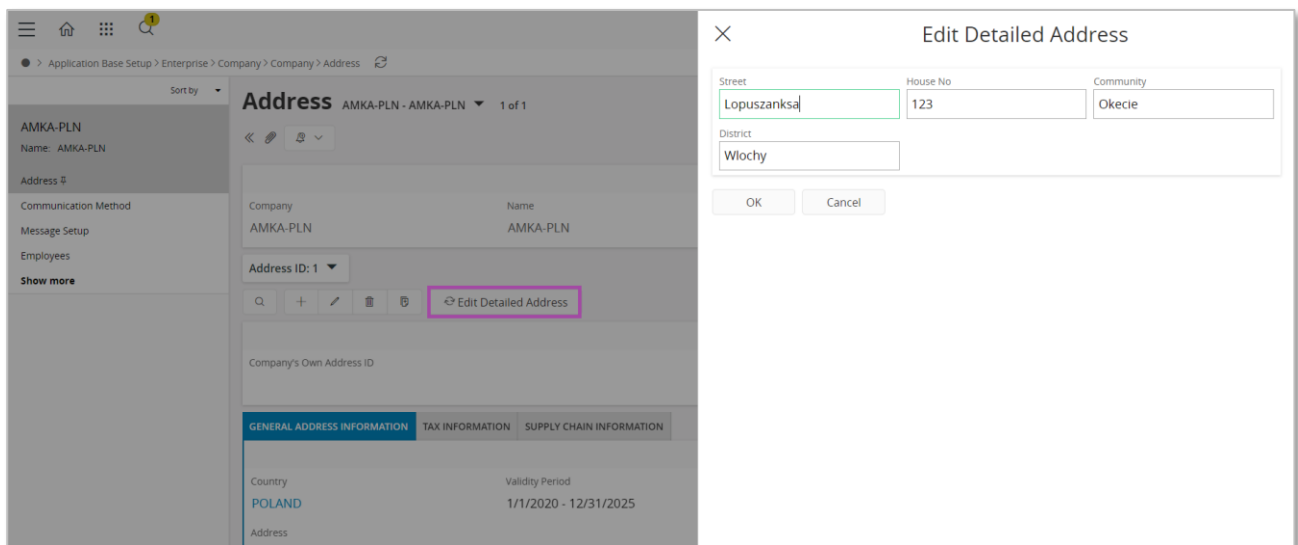 1
Application Base Setup > Enterprise > Company > Company > Address
Sort by
AMKA-PLN
Name: AMKA-PLN
Address
Communication Method
Message Setup
Employees
Show more
Address AMKA-PLN - AMKA-PLN 1 of 1
Company Name
AMKA-PLN AMKA-PLN
Address ID: 1
Edit Detailed Address
Company's Own Address ID
GENERAL ADDRESS INFORMATION TAX INFORMATION SUPPLY CHAIN INFORMATION
Country Validity Period
POLAND 1/1/2020 - 12/31/2025
Address
Edit Detailed Address
Street House No Community
Lopuszanksa 123 Okecie
District
Wlochy
OK Cancel